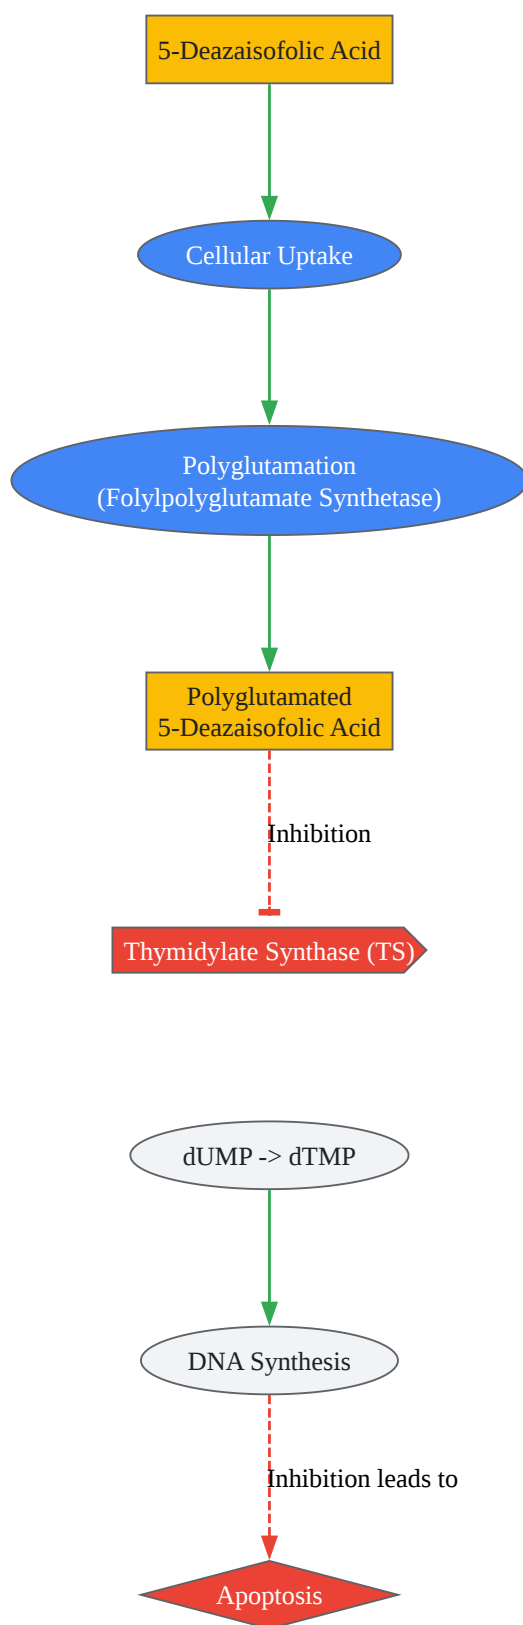 5-Deazaisofolic Acid
Cellular Uptake
Polyglutamation
(Folylpolyglutamate Synthetase)
Polyglutamated
5-Deazaisofolic Acid
Inhibition
Thymidylate Synthase (TS)
dUMP -> dTMP
DNA Synthesis
Inhibition leads to
Apoptosis